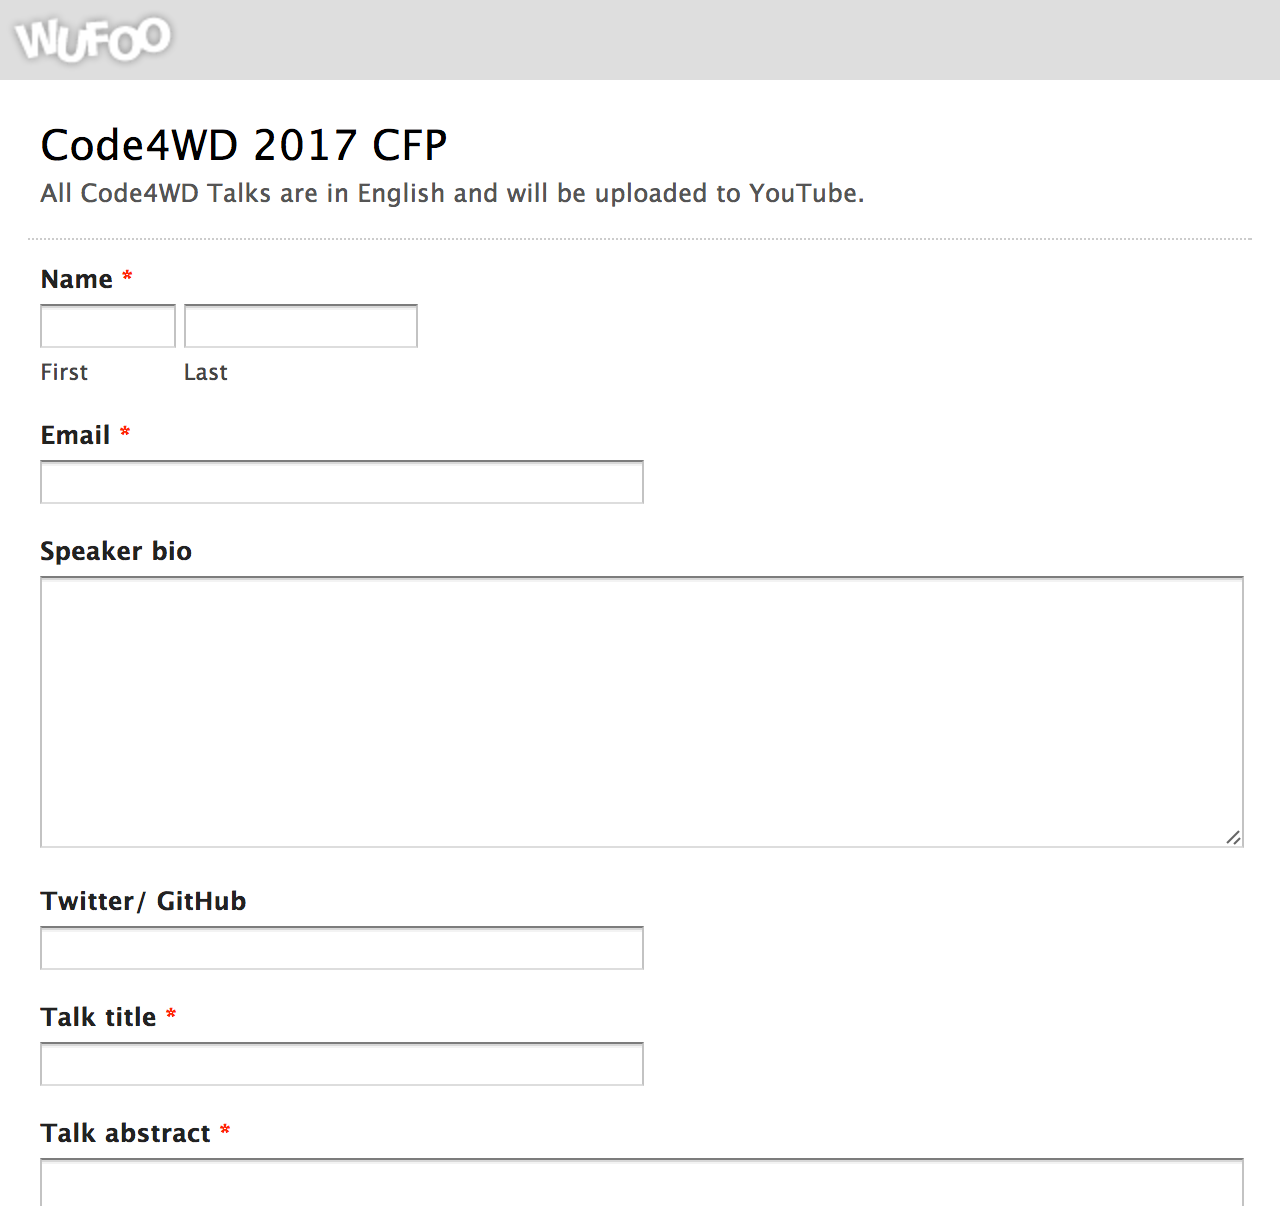 WUFOO
Code4WD 2017 CFP
All Code4WD Talks are in English and will be uploaded to YouTube.
Name *
First Last
Email *
Speaker bio
Twitter/ GitHub
Talk title *
Talk abstract *